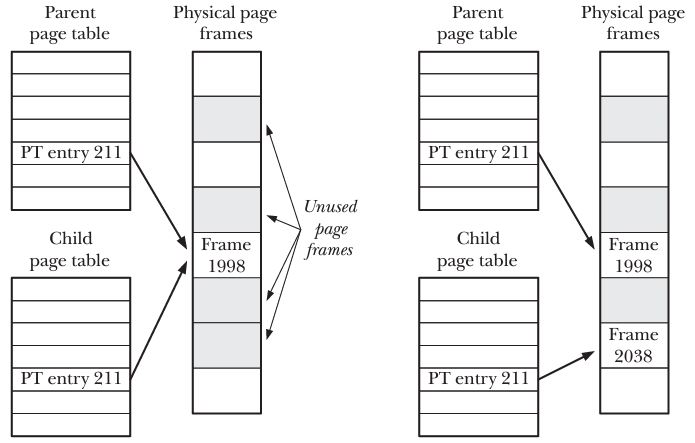 Parent
page table
Physical page
frames
PT entry 211
Unused
page
frames
Frame
1998
Child
page table
PT entry 211
Parent
page table
Physical page
frames
PT entry 211
Frame
1998
Child
page table
Frame
2038
PT entry 211